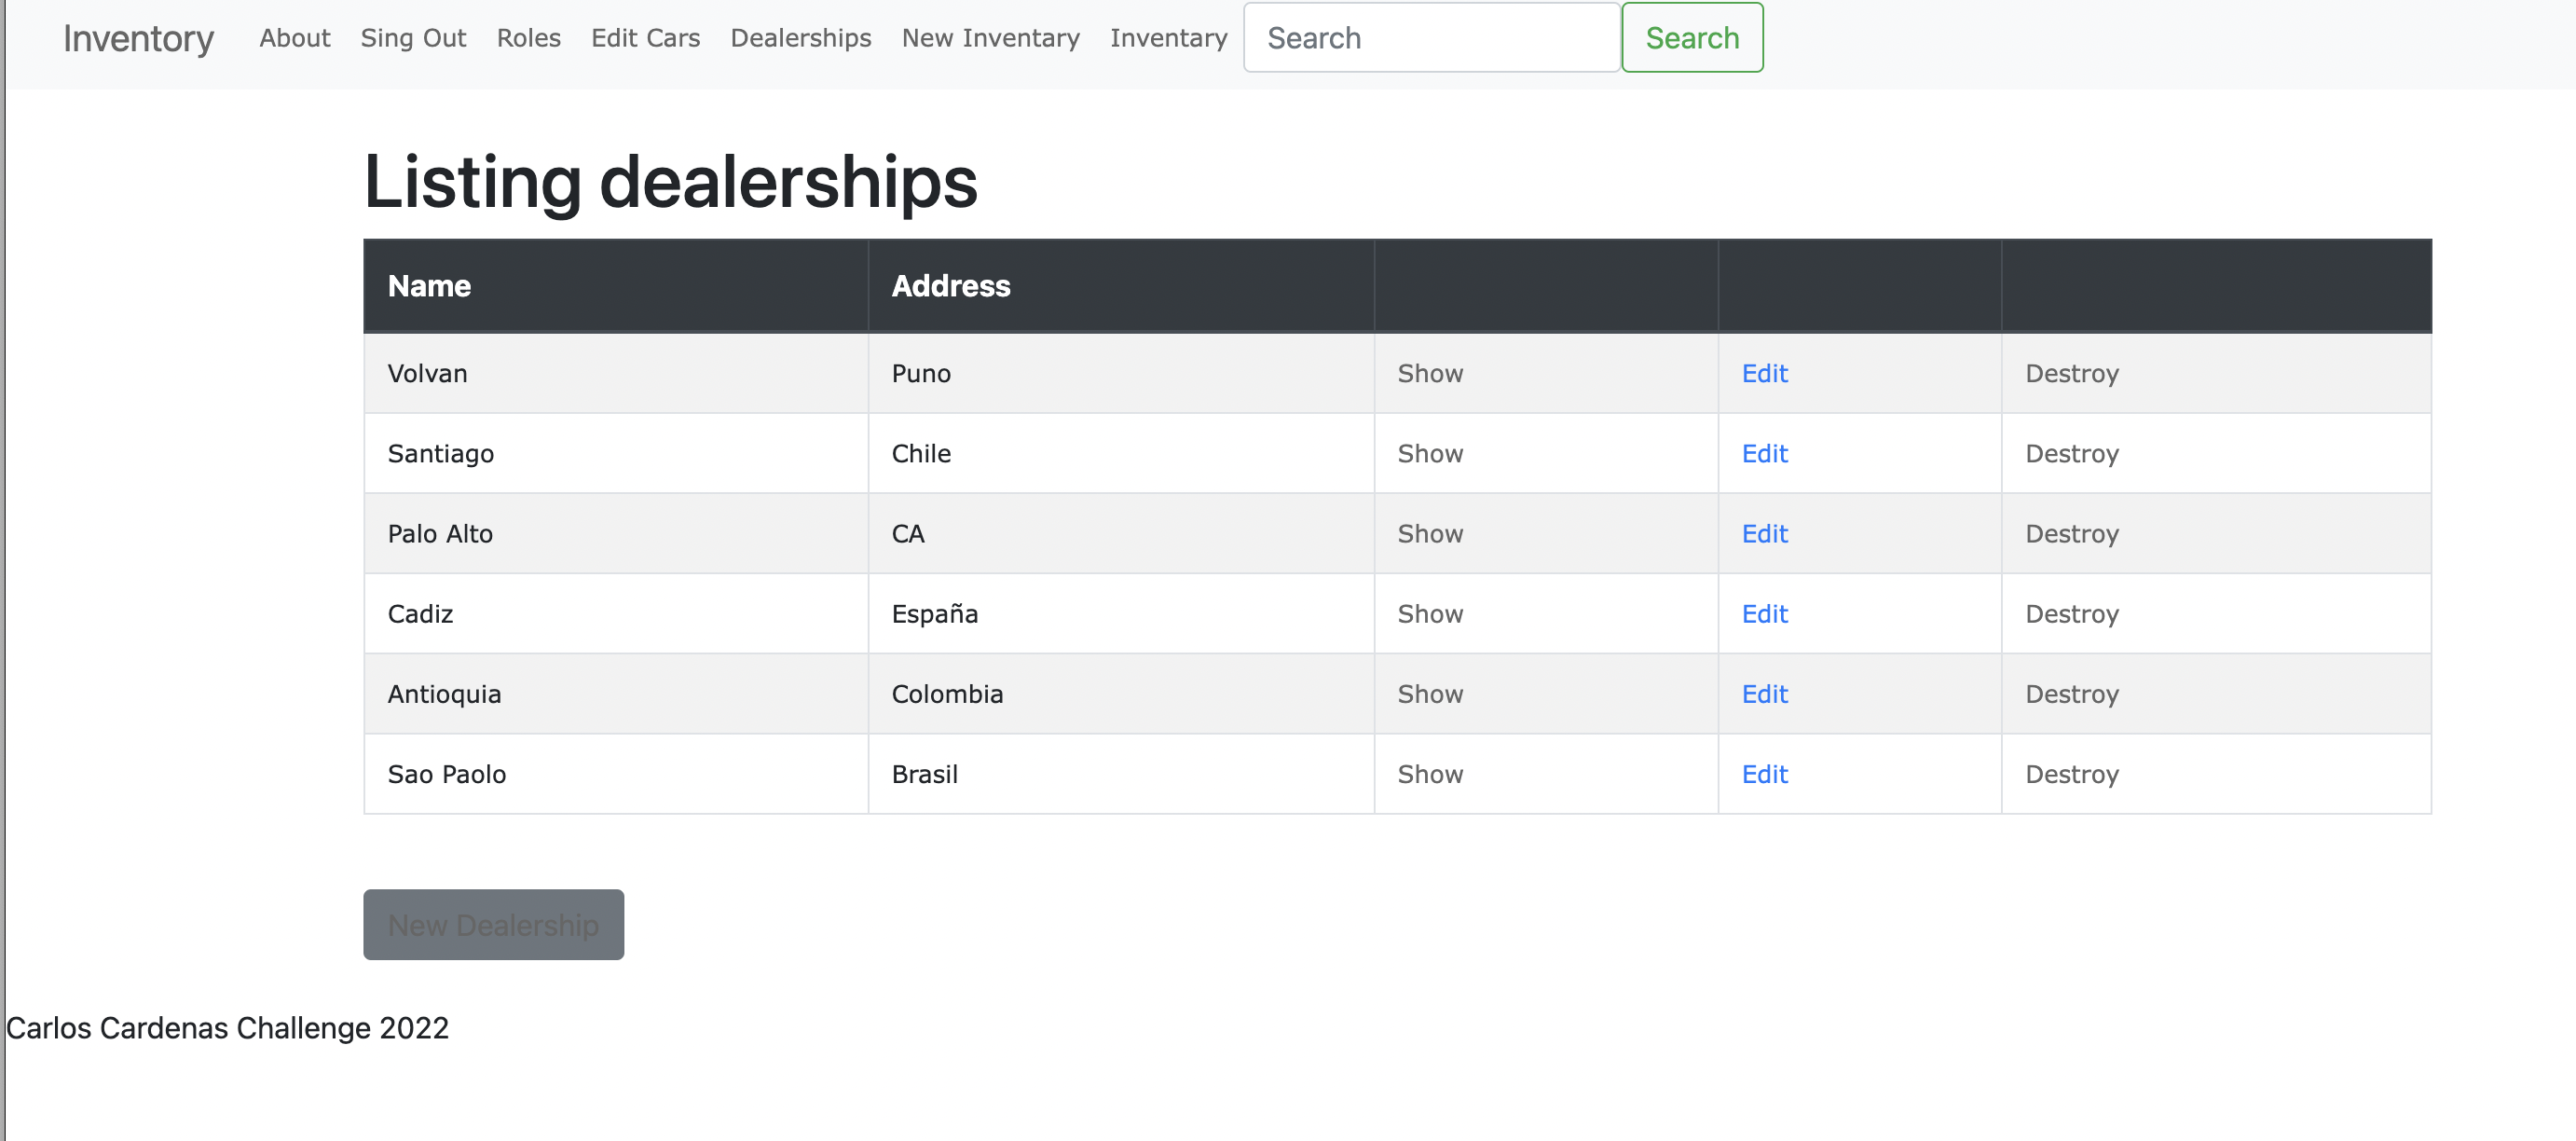 Inventory About Sing Out Roles Edit Cars Dealerships New Inventory Inventory Search Search
Listing dealerships
Name Address
Volvan Puno Show Edit Destroy
Santiago Chile Show Edit Destroy
Palo Alto CA Show Edit Destroy
Cadiz España Show Edit Destroy
Antioquia Colombia Show Edit Destroy
Sao Paolo Brasil Show Edit Destroy
New Dealership
Carlos Cardenas Challenge 2022